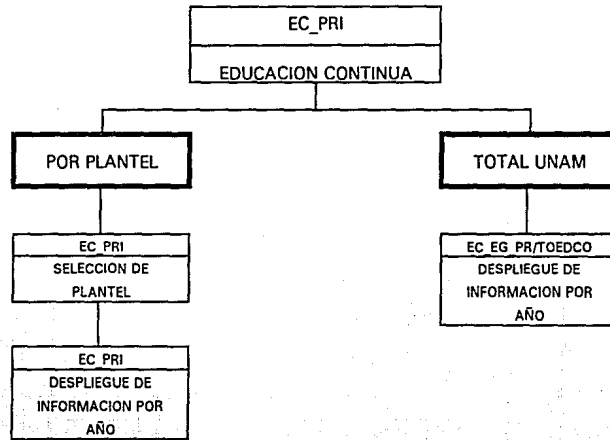 EC_PRI
EDUCACION CONTINUA
POR PLANTEL
TOTAL UNAM
EC_PRI
SELECCION DE
PLANTEL
EC_EG_PR/TOEDCO
DESPLIEGUE DE
INFORMACION POR
AÑO
EC_PRI
DESPLIEGUE DE
INFORMACION POR
AÑO